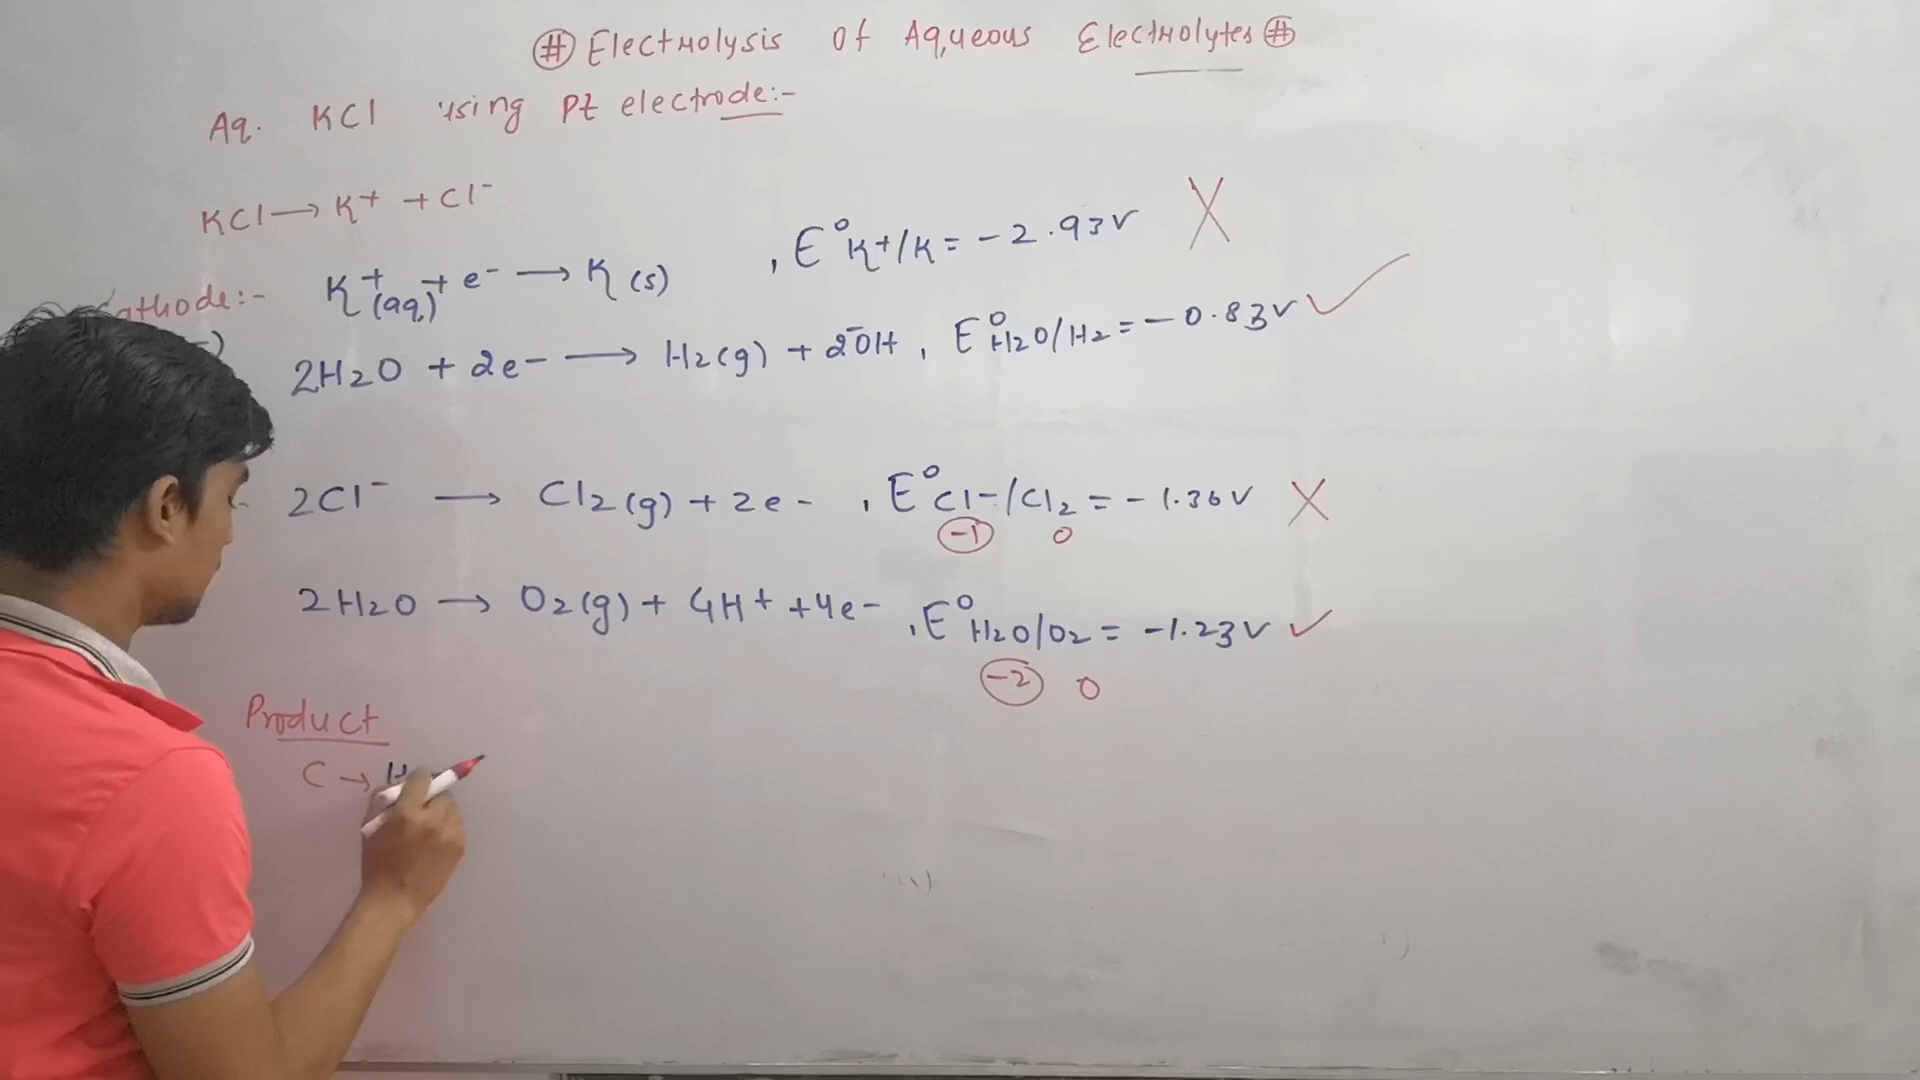 # Electrolysis Of Aqueous Electrolytes #
Aq. KCl using Pt electrode:-
KCl → K+ + Cl-
athode:- K+(aq) + e- → K(s) , E°K+/K = -2.93V X
-)
2H2O + 2e- → H2(g) + 2ŌH , E°H2O/H2 = -0.83V ✓
2Cl- → Cl2(g) + 2e- , E°Cl-/Cl2 = -1.36V X
-1 0
2H2O → O2(g) + 4H+ + 4e- , E°H2O/O2 = -1.23V ✓
-2 0
Product
C → H